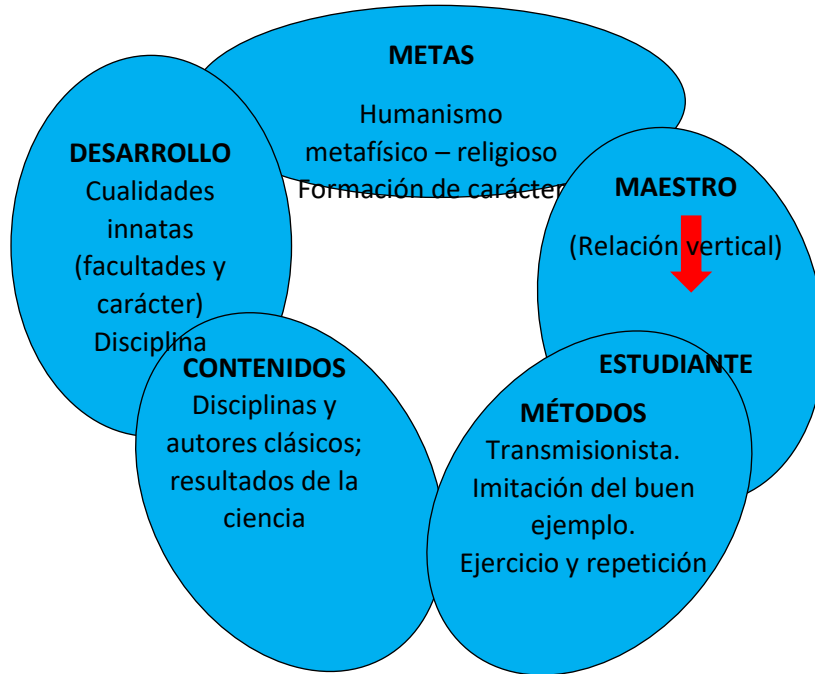 METAS
Humanismo
metafísico – religioso
Formación de carácter
DESARROLLO
Cualidades
innatas
(facultades y
carácter)
Disciplina
MAESTRO
(Relación vertical)
ESTUDIANTE
CONTENIDOS
Disciplinas y
autores clásicos;
resultados de la
ciencia
MÉTODOS
Transmisionista.
Imitación del buen
ejemplo.
Ejercicio y repetición